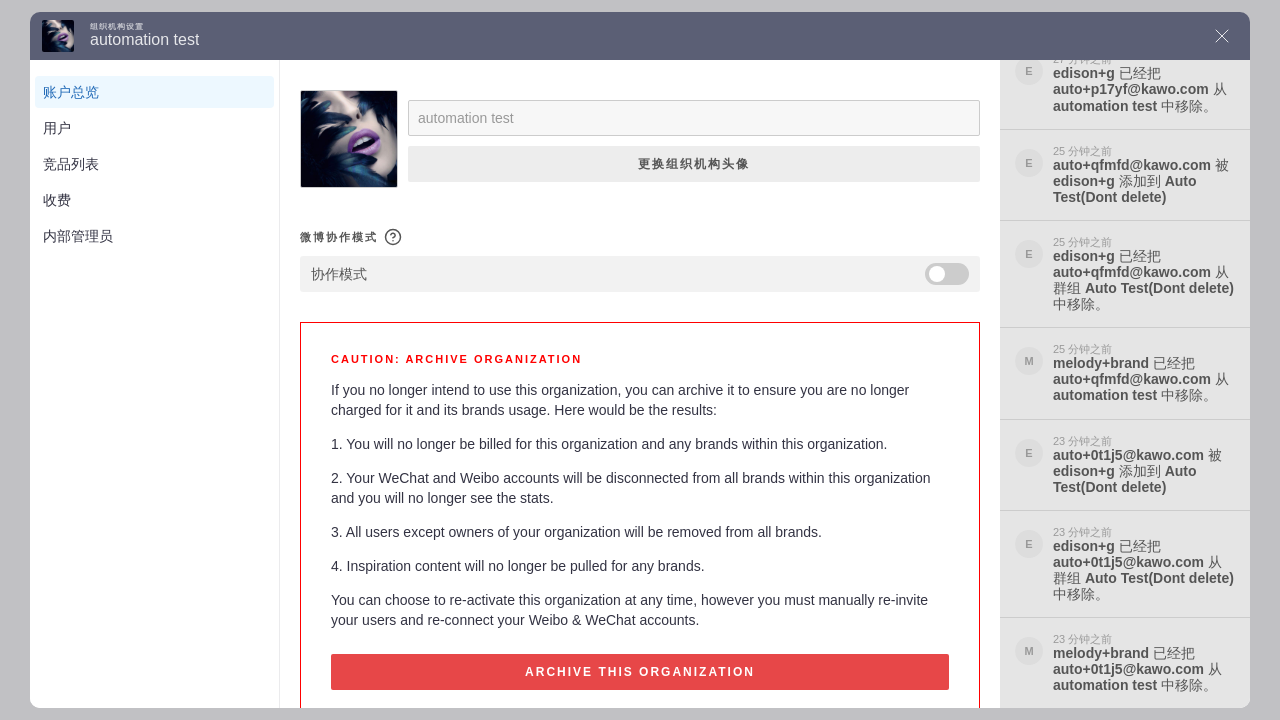 组织机构设置
automation test
账户总览
用户
竞品列表
收费
内部管理员
automation test
更换组织机构头像
微博协作模式
协作模式
CAUTION: ARCHIVE ORGANIZATION
If you no longer intend to use this organization, you can archive it to ensure you are no longer
charged for it and its brands usage. Here would be the results:
1. You will no longer be billed for this organization and any brands within this organization.
2. Your WeChat and Weibo accounts will be disconnected from all brands within this organization
and you will no longer see the stats.
3. All users except owners of your organization will be removed from all brands.
4. Inspiration content will no longer be pulled for any brands.
You can choose to re-activate this organization at any time, however you must manually re-invite
your users and re-connect your Weibo & WeChat accounts.
ARCHIVE THIS ORGANIZATION
E
edison+g 已经把
auto+p17yf@kawo.com 从
automation test 中移除。
25 分钟之前
E
auto+qfmfd@kawo.com 被
edison+g 添加到 Auto
Test(Dont delete)
25 分钟之前
E
edison+g 已经把
auto+qfmfd@kawo.com 从
群组 Auto Test(Dont delete)
中移除。
25 分钟之前
M
melody+brand 已经把
auto+qfmfd@kawo.com 从
automation test 中移除。
23 分钟之前
E
auto+0t1j5@kawo.com 被
edison+g 添加到 Auto
Test(Dont delete)
23 分钟之前
E
edison+g 已经把
auto+0t1j5@kawo.com 从
群组 Auto Test(Dont delete)
中移除。
23 分钟之前
M
melody+brand 已经把
auto+0t1j5@kawo.com 从
automation test 中移除。